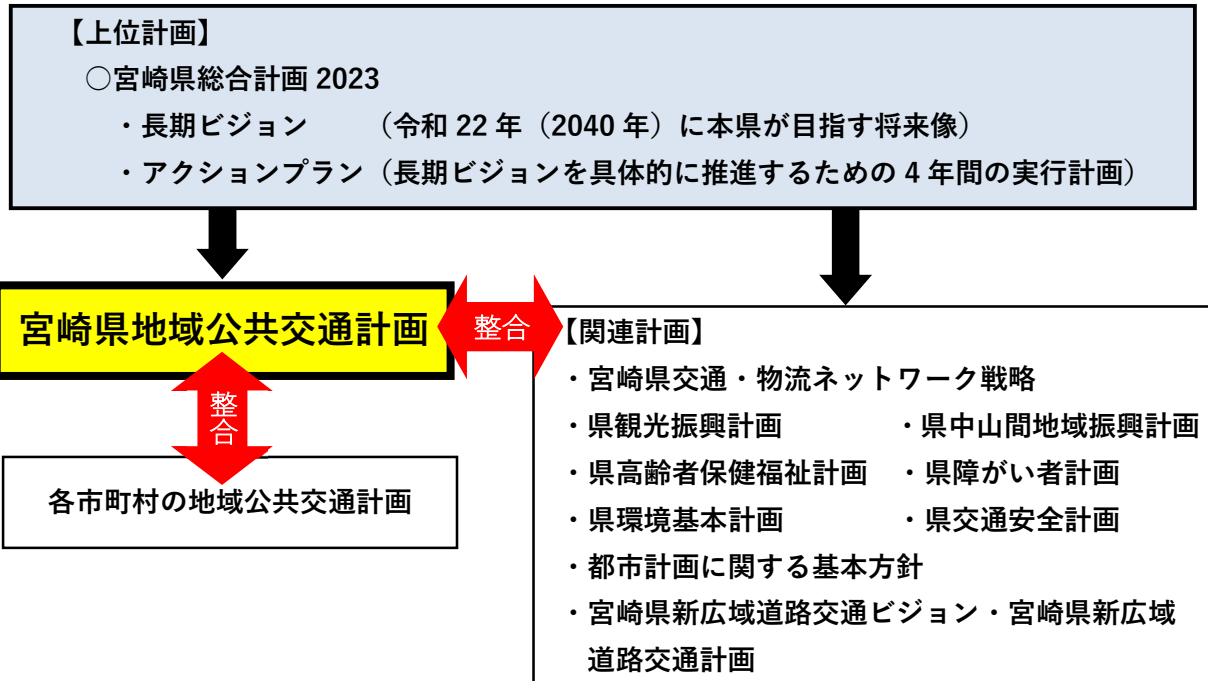 【上位計画】
○宮崎県総合計画 2023
・長期ビジョン　（令和 22 年（2040 年）に本県が目指す将来像）
・アクションプラン（長期ビジョンを具体的に推進するための 4 年間の実行計画）
宮崎県地域公共交通計画
整合
整合
各市町村の地域公共交通計画
【関連計画】
・宮崎県交通・物流ネットワーク戦略
・県観光振興計画　・県中山間地域振興計画
・県高齢者保健福祉計画　・県障がい者計画
・県環境基本計画　・県交通安全計画
・都市計画に関する基本方針
・宮崎県新広域道路交通ビジョン・宮崎県新広域
道路交通計画